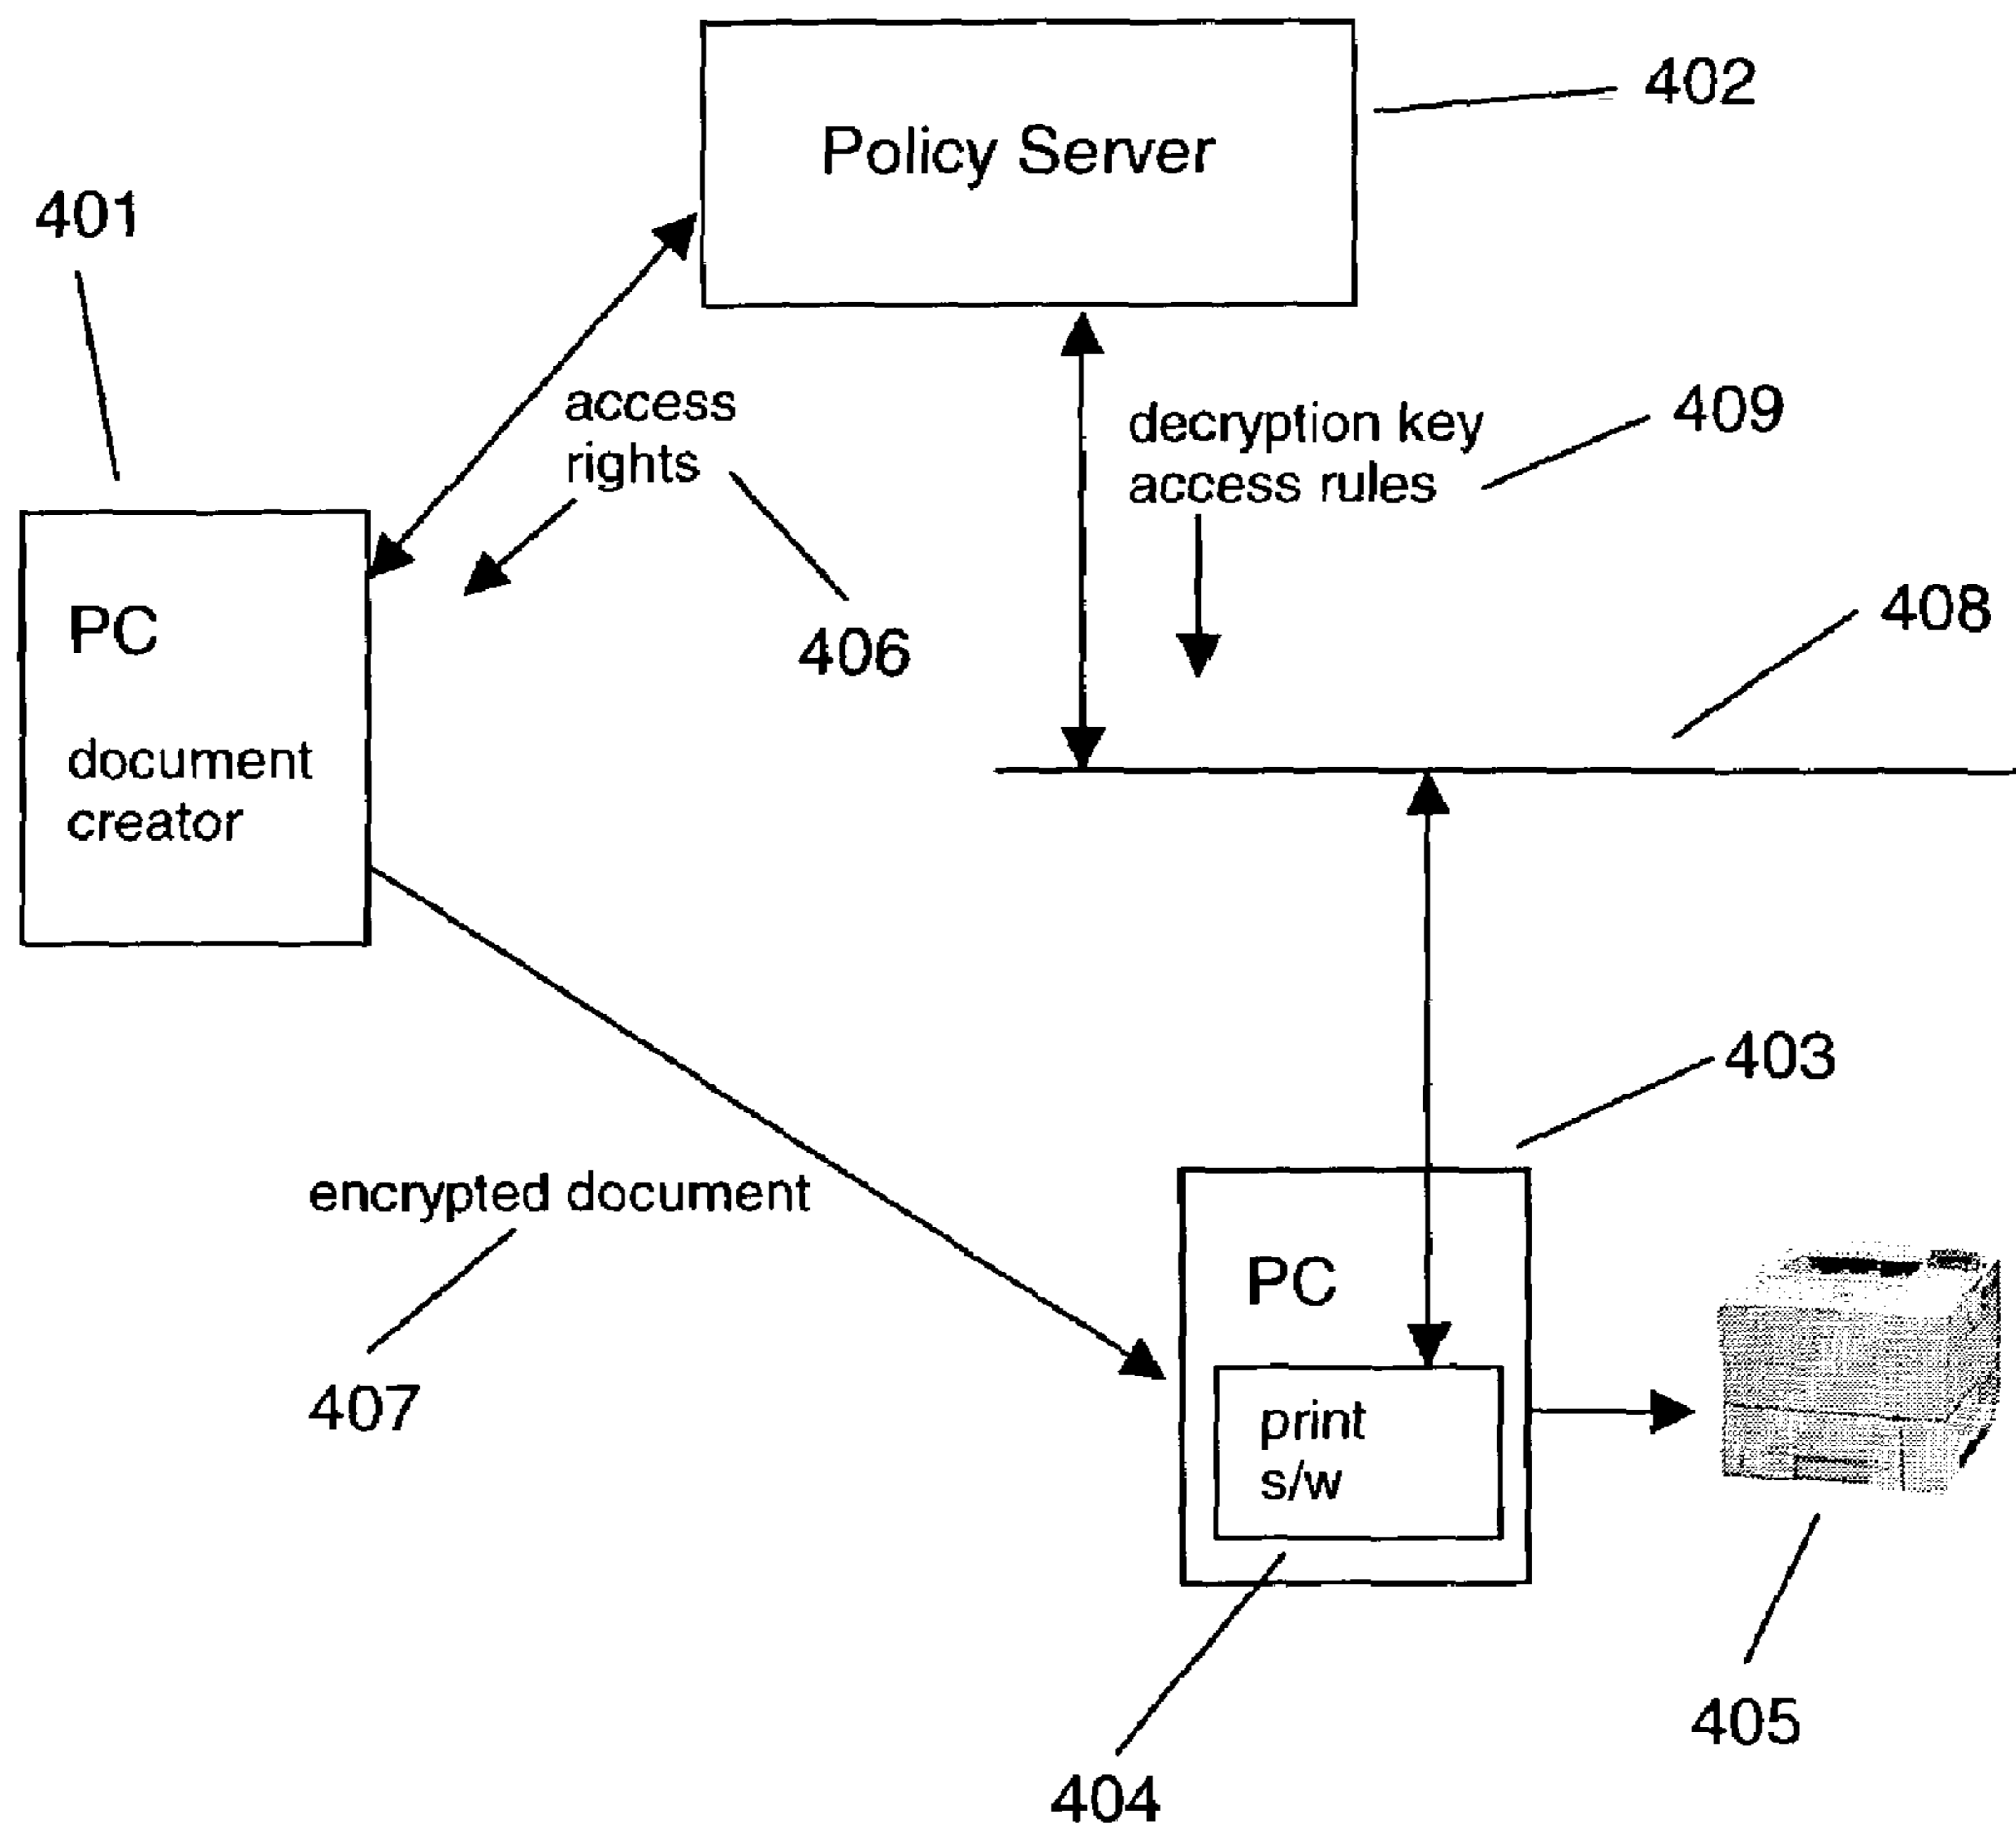 402
Policy Server
401
access
rights
decryption key
access rules
409
406
408
PC
document
creator
403
encrypted document
407
PC
print
s/w
405
404